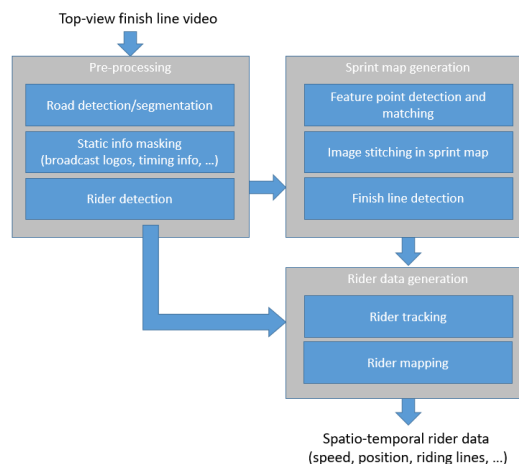 Top-view finish line video
Pre-processing
Road detection/segmentation
Static info masking
(broadcast logos, timing info, ...)
Rider detection
Sprint map generation
Feature point detection and
matching
Image stitching in sprint map
Finish line detection
Rider data generation
Rider tracking
Rider mapping
Spatio-temporal rider data
(speed, position, riding lines, ...)